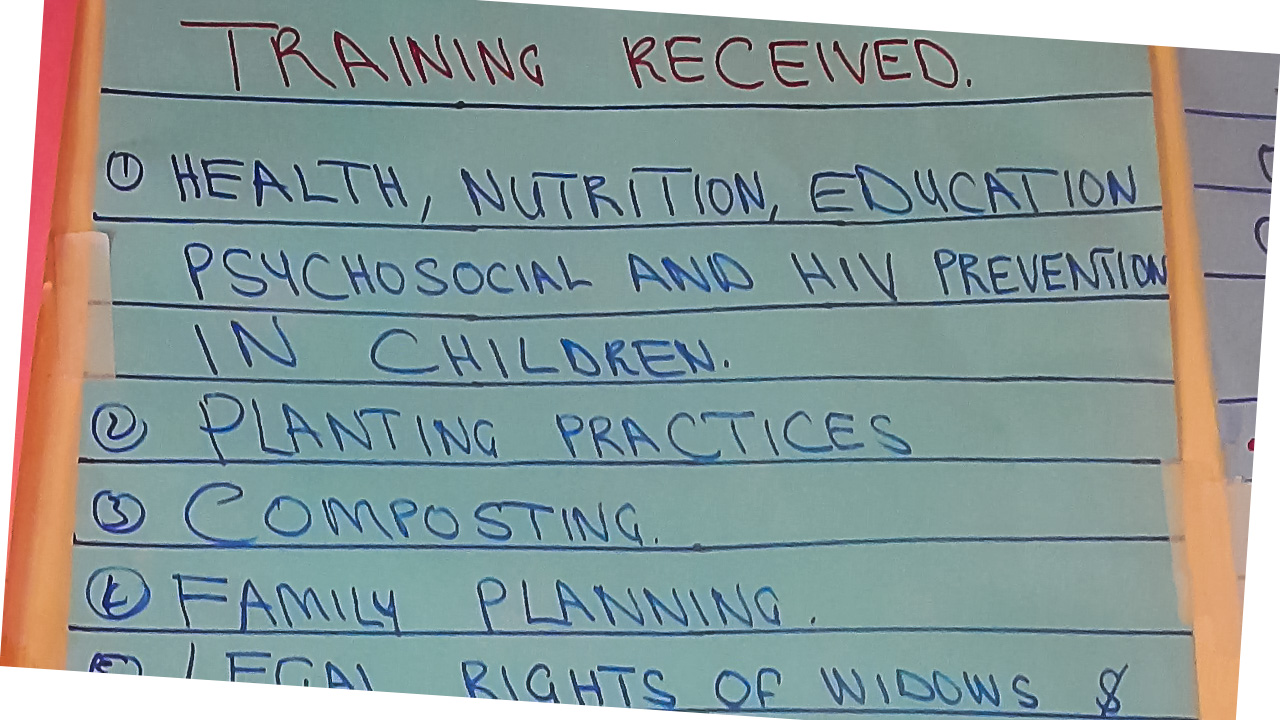 TRAINING RECEIVED.
① HEALTH, NUTRITION, EDUCATION
PSYCHOSOCIAL AND HIV PREVENTION
IN CHILDREN.
② PLANTING PRACTICES
③ COMPOSTING.
④ FAMILY PLANNING.
⑤ LEGAL RIGHTS OF WIDOWS &